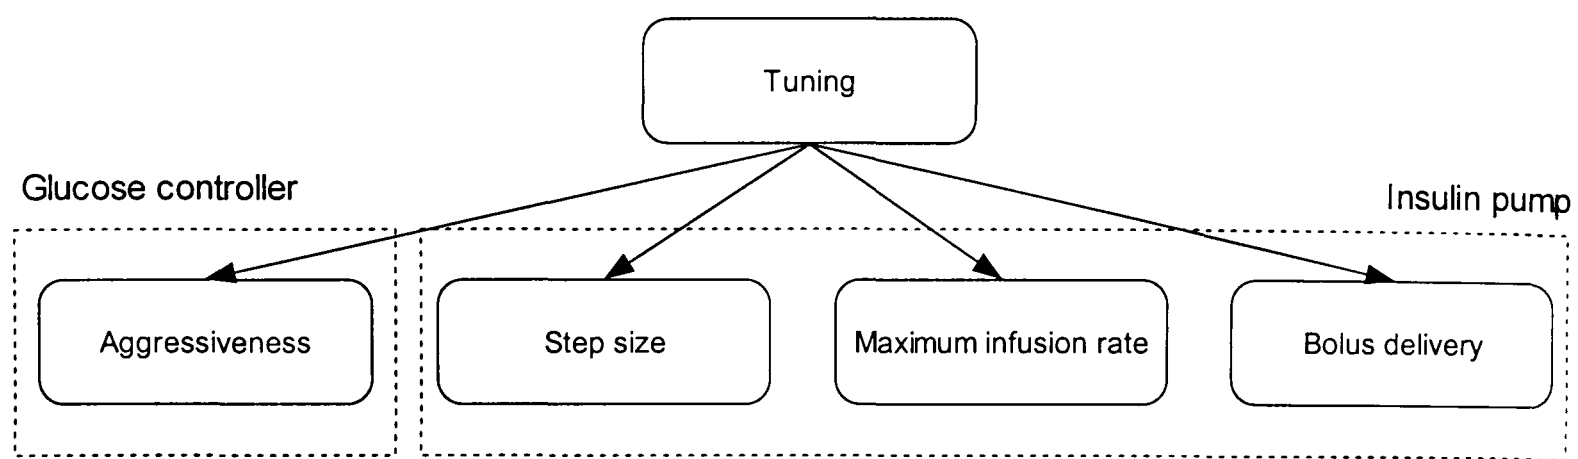 Tuning
Glucose controller
Insulin pump
Aggressiveness
Step size
Maximum infusion rate
Bolus delivery